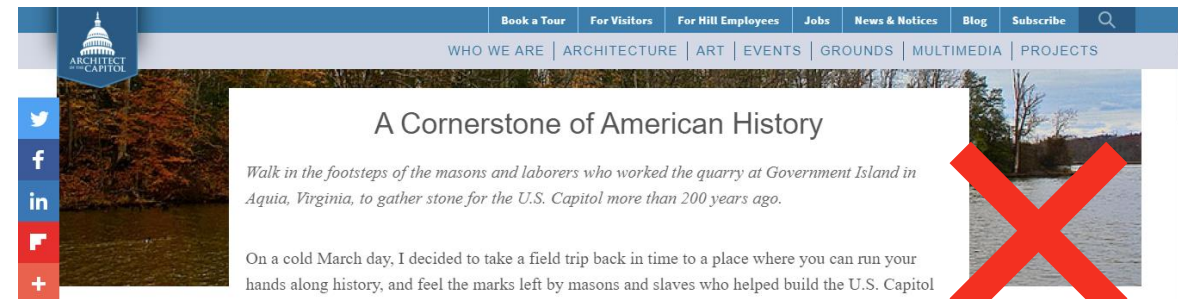 Book a Tour
For Visitors
For Hill Employees
Jobs
News & Notices
Blog
Subscribe
ARCHITECT
OF THE CAPITOL
WHO WE ARE
ARCHITECTURE
ART
EVENTS
GROUNDS
MULTIMEDIA
PROJECTS
A Cornerstone of American History
Walk in the footsteps of the masons and laborers who worked the quarry at Government Island in
Aquia, Virginia, to gather stone for the U.S. Capitol more than 200 years ago.
On a cold March day, I decided to take a field trip back in time to a place where you can run your
hands along history, and feel the marks left by masons and slaves who helped build the U.S. Capitol
f
in
+